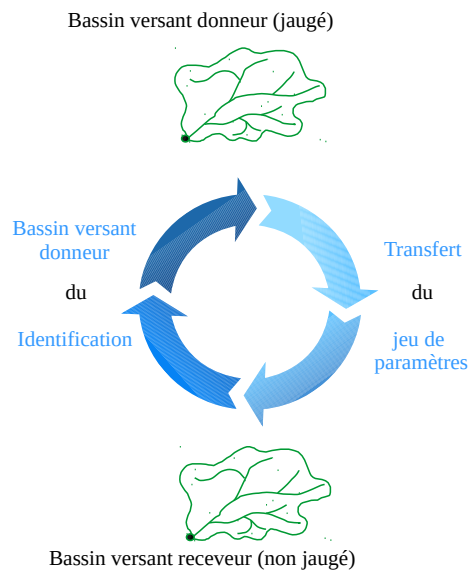 Bassin versant donneur (jaugé)
Bassin versant
donneur
du
Identification
Transfert
du
jeu de
paramètres
Bassin versant receveur (non jaugé)